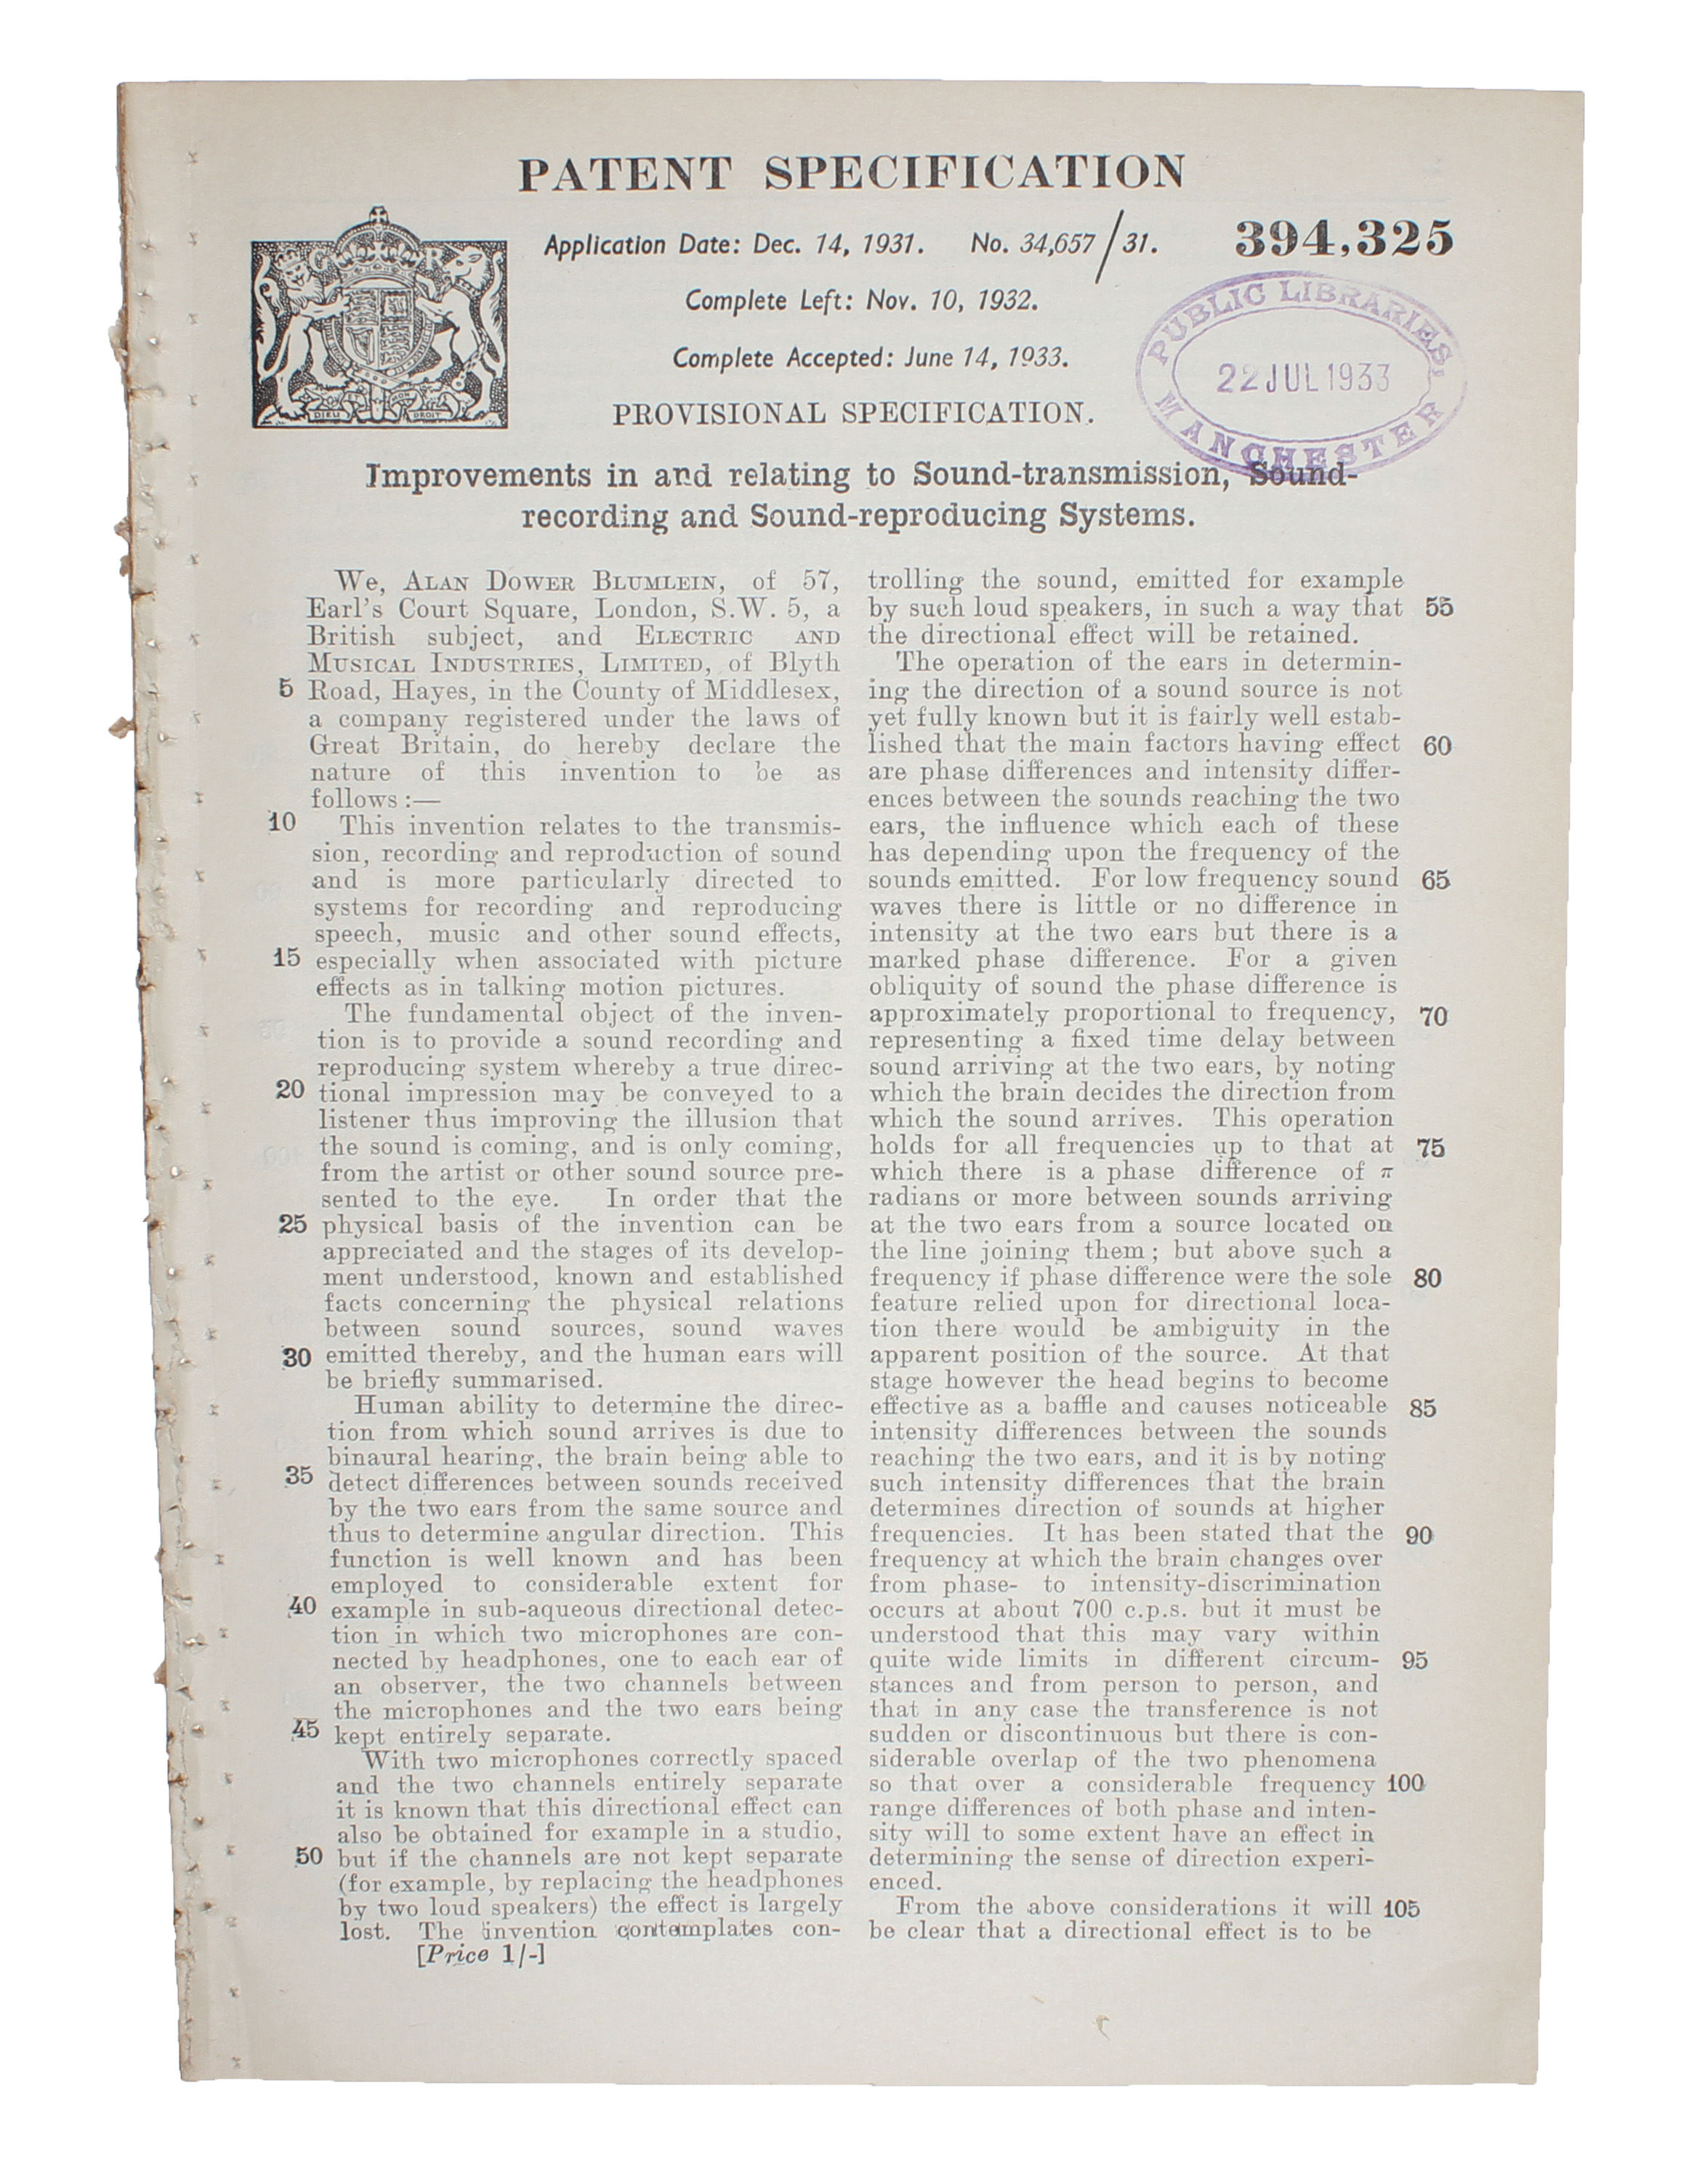 PATENT SPECIFICATION
Application Date: Dec. 14, 1931. No. 34,657/31.
394,325
Complete Left: Nov. 10, 1932.
Complete Accepted: June 14, 1933.
PROVISIONAL SPECIFICATION.
G R
DIEU ET MON DROIT
PUBLIC LIBRARIES,
22 JUL 1933
MANCHESTER
Improvements in and relating to Sound-transmission, Sound-
recording and Sound-reproducing Systems.
We, ALAN DOWER BLUMLEIN, of 57,
Earl's Court Square, London, S.W. 5, a
British subject, and ELECTRIC AND
MUSICAL INDUSTRIES, LIMITED, of Blyth
5 Road, Hayes, in the County of Middlesex,
a company registered under the laws of
Great Britain, do hereby declare the
nature of this invention to be as
follows:—
10 This invention relates to the transmis-
sion, recording and reproduction of sound
and is more particularly directed to
systems for recording and reproducing
speech, music and other sound effects,
15 especially when associated with picture
effects as in talking motion pictures.
The fundamental object of the inven-
tion is to provide a sound recording and
reproducing system whereby a true direc-
20 tional impression may be conveyed to a
listener thus improving the illusion that
the sound is coming, and is only coming,
from the artist or other sound source pre-
sented to the eye. In order that the
25 physical basis of the invention can be
appreciated and the stages of its develop-
ment understood, known and established
facts concerning the physical relations
between sound sources, sound waves
30 emitted thereby, and the human ears will
be briefly summarised.
Human ability to determine the direc-
tion from which sound arrives is due to
binaural hearing, the brain being able to
35 detect differences between sounds received
by the two ears from the same source and
thus to determine angular direction. This
function is well known and has been
employed to considerable extent for
40 example in sub-aqueous directional detec-
tion in which two microphones are con-
nected by headphones, one to each ear of
an observer, the two channels between
the microphones and the two ears being
45 kept entirely separate.
With two microphones correctly spaced
and the two channels entirely separate
it is known that this directional effect can
also be obtained for example in a studio,
50 but if the channels are not kept separate
(for example, by replacing the headphones
by two loud speakers) the effect is largely
lost. The invention contemplates con-
[Price 1/-]
trolling the sound, emitted for example
by such loud speakers, in such a way that 55
the directional effect will be retained.
The operation of the ears in determin-
ing the direction of a sound source is not
yet fully known but it is fairly well estab-
lished that the main factors having effect 60
are phase differences and intensity differ-
ences between the sounds reaching the two
ears, the influence which each of these
has depending upon the frequency of the
sounds emitted. For low frequency sound 65
waves there is little or no difference in
intensity at the two ears but there is a
marked phase difference. For a given
obliquity of sound the phase difference is
approximately proportional to frequency, 70
representing a fixed time delay between
sound arriving at the two ears, by noting
which the brain decides the direction from
which the sound arrives. This operation
holds for all frequencies up to that at 75
which there is a phase difference of π
radians or more between sounds arriving
at the two ears from a source located on
the line joining them; but above such a
frequency if phase difference were the sole 80
feature relied upon for directional loca-
tion there would be ambiguity in the
apparent position of the source. At that
stage however the head begins to become
effective as a baffle and causes noticeable 85
intensity differences between the sounds
reaching the two ears, and it is by noting
such intensity differences that the brain
determines direction of sounds at higher
frequencies. It has been stated that the 90
frequency at which the brain changes over
from phase- to intensity-discrimination
occurs at about 700 c.p.s. but it must be
understood that this may vary within
quite wide limits in different circum- 95
stances and from person to person, and
that in any case the transference is not
sudden or discontinuous but there is con-
siderable overlap of the two phenomena
so that over a considerable frequency 100
range differences of both phase and inten-
sity will to some extent have an effect in
determining the sense of direction experi-
enced.
From the above considerations it will 105
be clear that a directional effect is to be